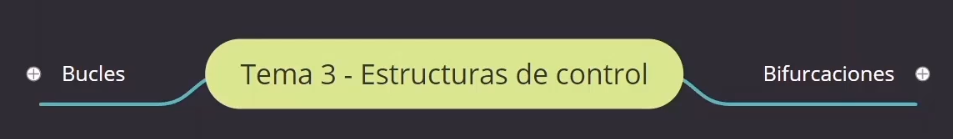 Bucles
Tema 3 - Estructuras de control
Bifurcaciones